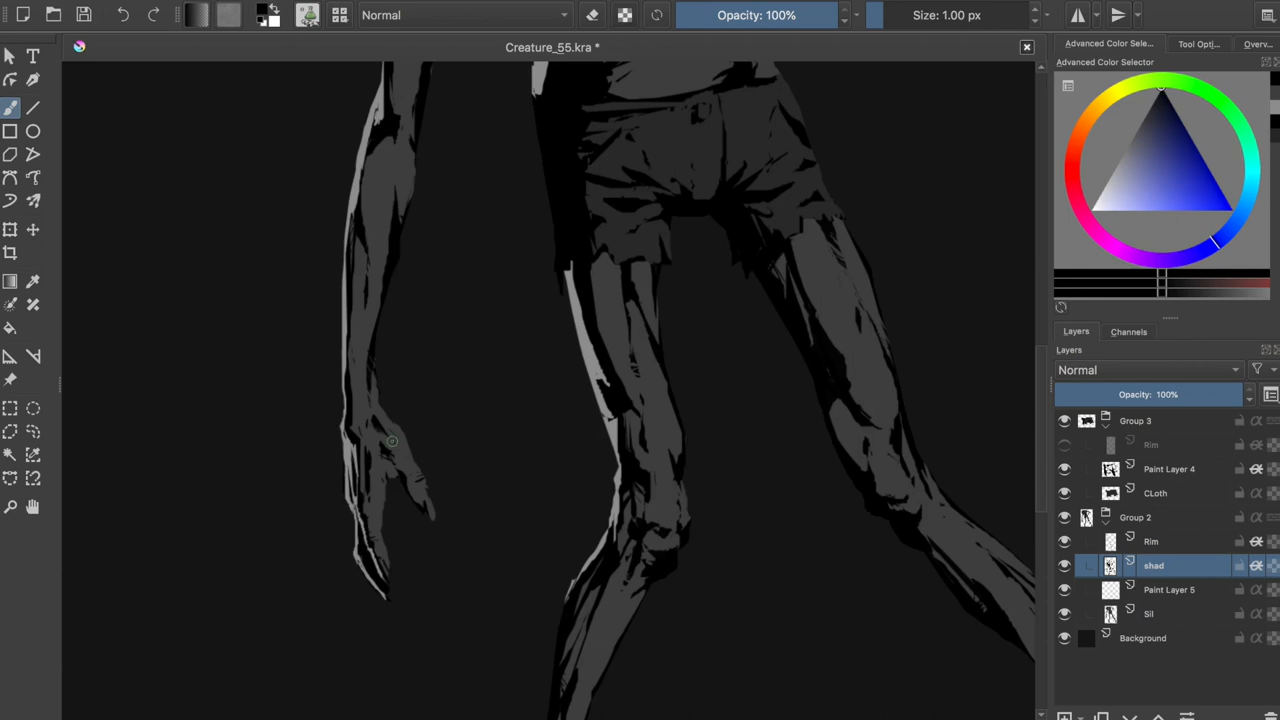 Normal
Opacity: 100%
Size: 1.00 px
Creature_55.kra *
Advanced Color Sele...
Tool Opti...
Overv...
Advanced Color Selector
Layers
Channels
Layers
Normal
Opacity: 100%
Group 3
Rim
Paint Layer 4
CLoth
Group 2
Rim
shad
Paint Layer 5
Sil
Background